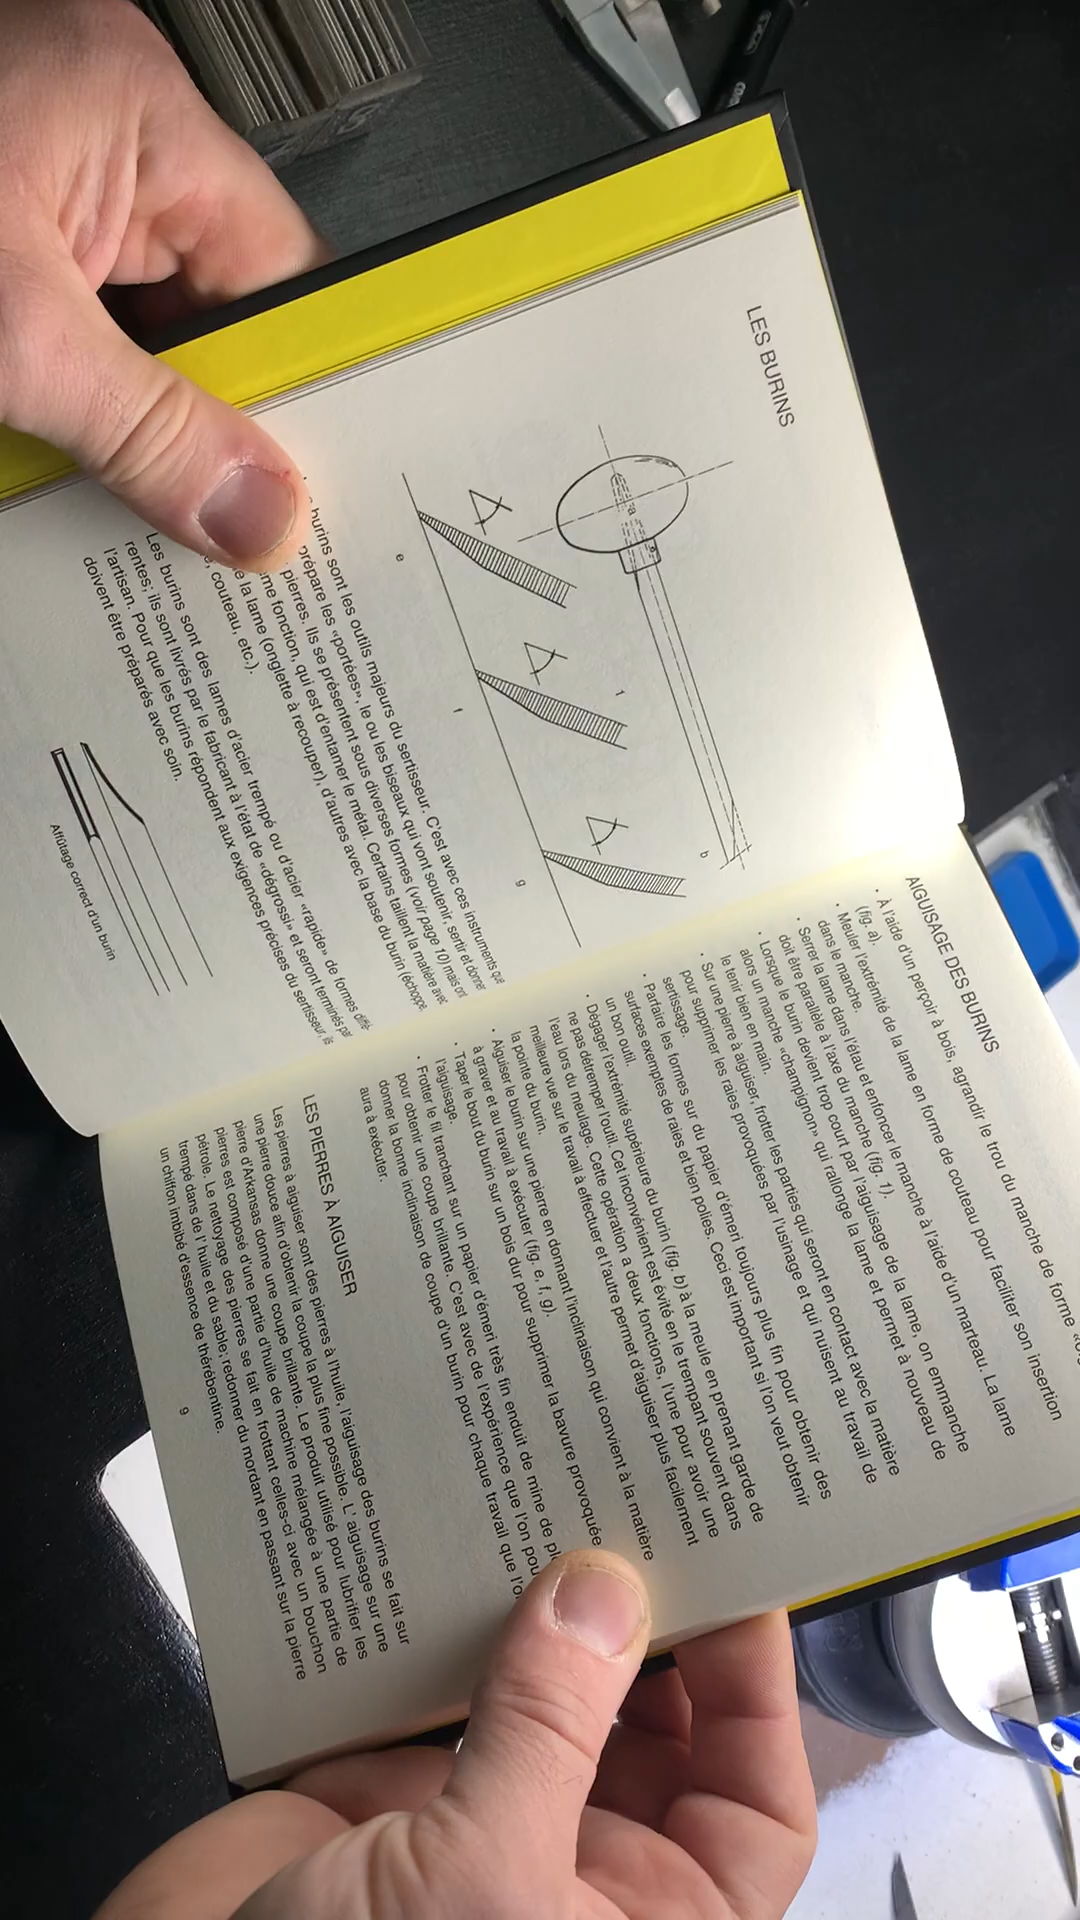 LES BURINS
a
b
1
e
f
g
burins sont les outils majeurs du sertisseur. C'est avec ces instruments que
prépare les «portées», le ou les biseaux qui vont soutenir, sertir et donner
pierres. Ils se présentent sous diverses formes (voir page 10) mais ont
me fonction, qui est d'entamer le métal. Certains taillent la matière avec
e la lame (onglette à recouper), d'autres avec la base du burin (échoppe,
couteau, etc.).
Les burins sont des lames d'acier trempé ou d'acier «rapide» de formes diffé-
rentes; ils sont livrés par le fabricant à l'état de «dégrossi» et seront terminés par
l'artisan. Pour que les burins répondent aux exigences précises du sertisseur, ils
doivent être préparés avec soin.
Affûtage correct d'un burin
AIGUISAGE DES BURINS
• À l'aide d'un perçoir à bois, agrandir le trou du manche de forme
(fig. a).
• Meuler l'extrémité de la lame en forme de couteau pour faciliter son insertion
dans le manche.
• Serrer la lame dans l'étau et enfoncer le manche à l'aide d'un marteau. La lame
doit être parallèle à l'axe du manche (fig. 1).
• Lorsque le burin devient trop court par l'aiguisage de la lame, on emmanche
alors un manche «champignon» qui rallonge la lame et permet à nouveau de
le tenir bien en main.
• Sur une pierre à aiguiser, frotter les parties qui seront en contact avec la matière
pour supprimer les raies provoquées par l'usinage et qui nuisent au travail de
sertissage.
• Parfaire les formes sur du papier d'émeri toujours plus fin pour obtenir des
surfaces exemptes de raies et bien polies. Ceci est important si l'on veut obtenir
un bon outil.
• Dégager l'extrémité supérieure du burin (fig. b) à la meule en prenant garde de
ne pas détremper l'outil. Cet inconvénient est évité en le trempant souvent dans
l'eau lors du meulage. Cette opération a deux fonctions, l'une pour avoir une
meilleure vue sur le travail à effectuer et l'autre permet d'aiguiser plus facilement
la pointe du burin.
• Aiguiser le burin sur une pierre en donnant l'inclinaison qui convient à la matière
à graver et au travail à exécuter (fig. e, f, g).
• Taper le bout du burin sur un bois dur pour supprimer la bavure provoquée
l'aiguisage.
• Frotter le fil tranchant sur un papier d'émeri très fin enduit de mine de
pour obtenir une coupe brillante. C'est avec de l'expérience que l'on
donner la bonne inclinaison de coupe d'un burin pour chaque travail que
aura à exécuter.
LES PIERRES À AIGUISER
Les pierres à aiguiser sont des pierres à l'huile, l'aiguisage des burins se fait sur
une pierre douce afin d'obtenir la coupe la plus fine possible. L' aiguisage sur une
pierre d'Arkansas donne une coupe brillante. Le produit utilisé pour lubrifier les
pierres est composé d'une partie d'huile de machine mélangée à une partie de
pétrole. Le nettoyage des pierres se fait en frottant celles-ci avec un bouchon
trempé dans de l' huile et du sable; redonner du mordant en passant sur la pierre
un chiffon imbibé d'essence de thérébentine.
9